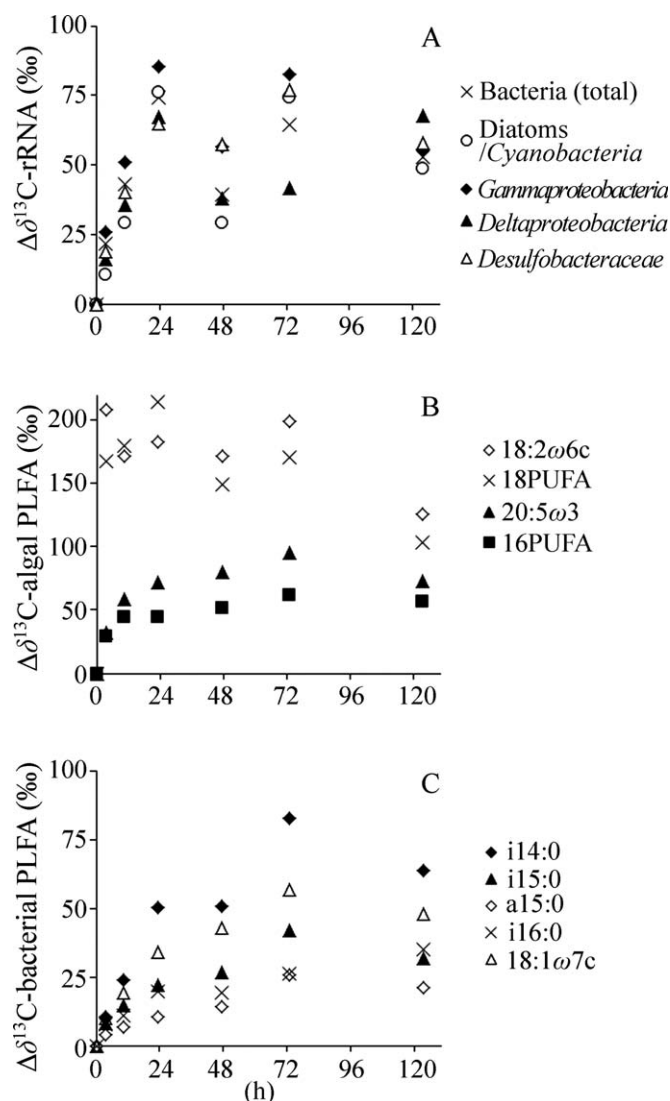 A
Δδ¹³C-rRNA (‰)
100
75
50
25
0
0 24 48 72 96 120
× Bacteria (total)
○ Diatoms
/Cyanobacteria
◆ Gammaproteobacteria
▲ Deltaproteobacteria
△ Desulfobacteraceae
B
Δδ¹³C-algal PLFA (‰)
200
150
100
50
0
0 24 48 72 96 120
◇ 18:2ω6c
× 18PUFA
▲ 20:5ω3
■ 16PUFA
C
Δδ¹³C-bacterial PLFA (‰)
100
75
50
25
0
0 24 48 72 96 120
(h)
◆ i14:0
▲ i15:0
◇ a15:0
× i16:0
△ 18:1ω7c